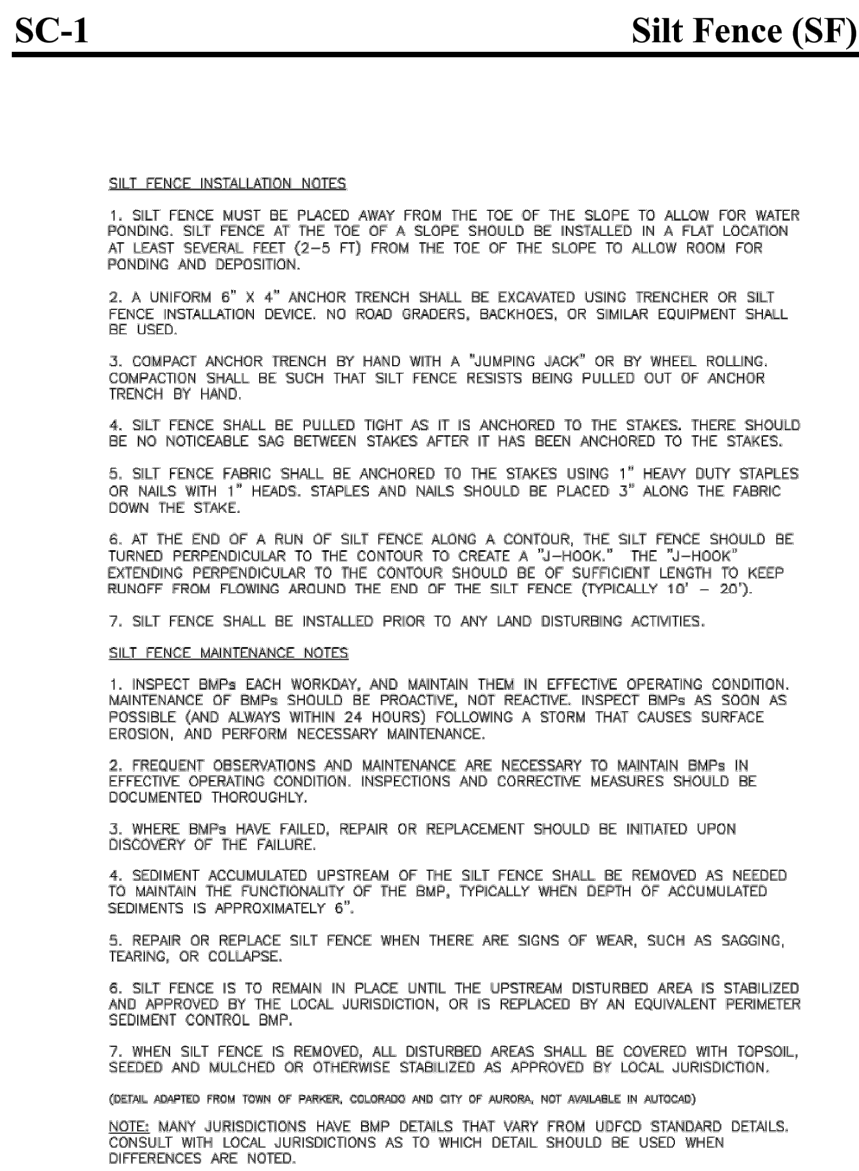 SC-1 Silt Fence (SF)
SILT FENCE INSTALLATION NOTES
1. SILT FENCE MUST BE PLACED AWAY FROM THE TOE OF THE SLOPE TO ALLOW FOR WATER
PONDING. SILT FENCE AT THE TOE OF A SLOPE SHOULD BE INSTALLED IN A FLAT LOCATION
AT LEAST SEVERAL FEET (2-5 FT) FROM THE TOE OF THE SLOPE TO ALLOW ROOM FOR
PONDING AND DEPOSITION.
2. A UNIFORM 6" X 4" ANCHOR TRENCH SHALL BE EXCAVATED USING TRENCHER OR SILT
FENCE INSTALLATION DEVICE. NO ROAD GRADERS, BACKHOES, OR SIMILAR EQUIPMENT SHALL
BE USED.
3. COMPACT ANCHOR TRENCH BY HAND WITH A "JUMPING JACK" OR BY WHEEL ROLLING.
COMPACTION SHALL BE SUCH THAT SILT FENCE RESISTS BEING PULLED OUT OF ANCHOR
TRENCH BY HAND.
4. SILT FENCE SHALL BE PULLED TIGHT AS IT IS ANCHORED TO THE STAKES. THERE SHOULD
BE NO NOTICEABLE SAG BETWEEN STAKES AFTER IT HAS BEEN ANCHORED TO THE STAKES.
5. SILT FENCE FABRIC SHALL BE ANCHORED TO THE STAKES USING 1" HEAVY DUTY STAPLES
OR NAILS WITH 1" HEADS. STAPLES AND NAILS SHOULD BE PLACED 3" ALONG THE FABRIC
DOWN THE STAKE.
6. AT THE END OF A RUN OF SILT FENCE ALONG A CONTOUR, THE SILT FENCE SHOULD BE
TURNED PERPENDICULAR TO THE CONTOUR TO CREATE A "J-HOOK." THE "J-HOOK"
EXTENDING PERPENDICULAR TO THE CONTOUR SHOULD BE OF SUFFICIENT LENGTH TO KEEP
RUNOFF FROM FLOWING AROUND THE END OF THE SILT FENCE (TYPICALLY 10' - 20').
7. SILT FENCE SHALL BE INSTALLED PRIOR TO ANY LAND DISTURBING ACTIVITIES.
SILT FENCE MAINTENANCE NOTES
1. INSPECT BMPs EACH WORKDAY, AND MAINTAIN THEM IN EFFECTIVE OPERATING CONDITION.
MAINTENANCE OF BMPs SHOULD BE PROACTIVE, NOT REACTIVE. INSPECT BMPs AS SOON AS
POSSIBLE (AND ALWAYS WITHIN 24 HOURS) FOLLOWING A STORM THAT CAUSES SURFACE
EROSION, AND PERFORM NECESSARY MAINTENANCE.
2. FREQUENT OBSERVATIONS AND MAINTENANCE ARE NECESSARY TO MAINTAIN BMPs IN
EFFECTIVE OPERATING CONDITION. INSPECTIONS AND CORRECTIVE MEASURES SHOULD BE
DOCUMENTED THOROUGHLY.
3. WHERE BMPs HAVE FAILED, REPAIR OR REPLACEMENT SHOULD BE INITIATED UPON
DISCOVERY OF THE FAILURE.
4. SEDIMENT ACCUMULATED UPSTREAM OF THE SILT FENCE SHALL BE REMOVED AS NEEDED
TO MAINTAIN THE FUNCTIONALITY OF THE BMP, TYPICALLY WHEN DEPTH OF ACCUMULATED
SEDIMENTS IS APPROXIMATELY 6".
5. REPAIR OR REPLACE SILT FENCE WHEN THERE ARE SIGNS OF WEAR, SUCH AS SAGGING,
TEARING, OR COLLAPSE.
6. SILT FENCE IS TO REMAIN IN PLACE UNTIL THE UPSTREAM DISTURBED AREA IS STABILIZED
AND APPROVED BY THE LOCAL JURISDICTION, OR IS REPLACED BY AN EQUIVALENT PERIMETER
SEDIMENT CONTROL BMP.
7. WHEN SILT FENCE IS REMOVED, ALL DISTURBED AREAS SHALL BE COVERED WITH TOPSOIL,
SEEDED AND MULCHED OR OTHERWISE STABILIZED AS APPROVED BY LOCAL JURISDICTION.
(DETAIL ADAPTED FROM TOWN OF PARKER, COLORADO AND CITY OF AURORA, NOT AVAILABLE IN AUTOCAD)
NOTE: MANY JURISDICTIONS HAVE BMP DETAILS THAT VARY FROM UDFCD STANDARD DETAILS.
CONSULT WITH LOCAL JURISDICTIONS AS TO WHICH DETAIL SHOULD BE USED WHEN
DIFFERENCES ARE NOTED.